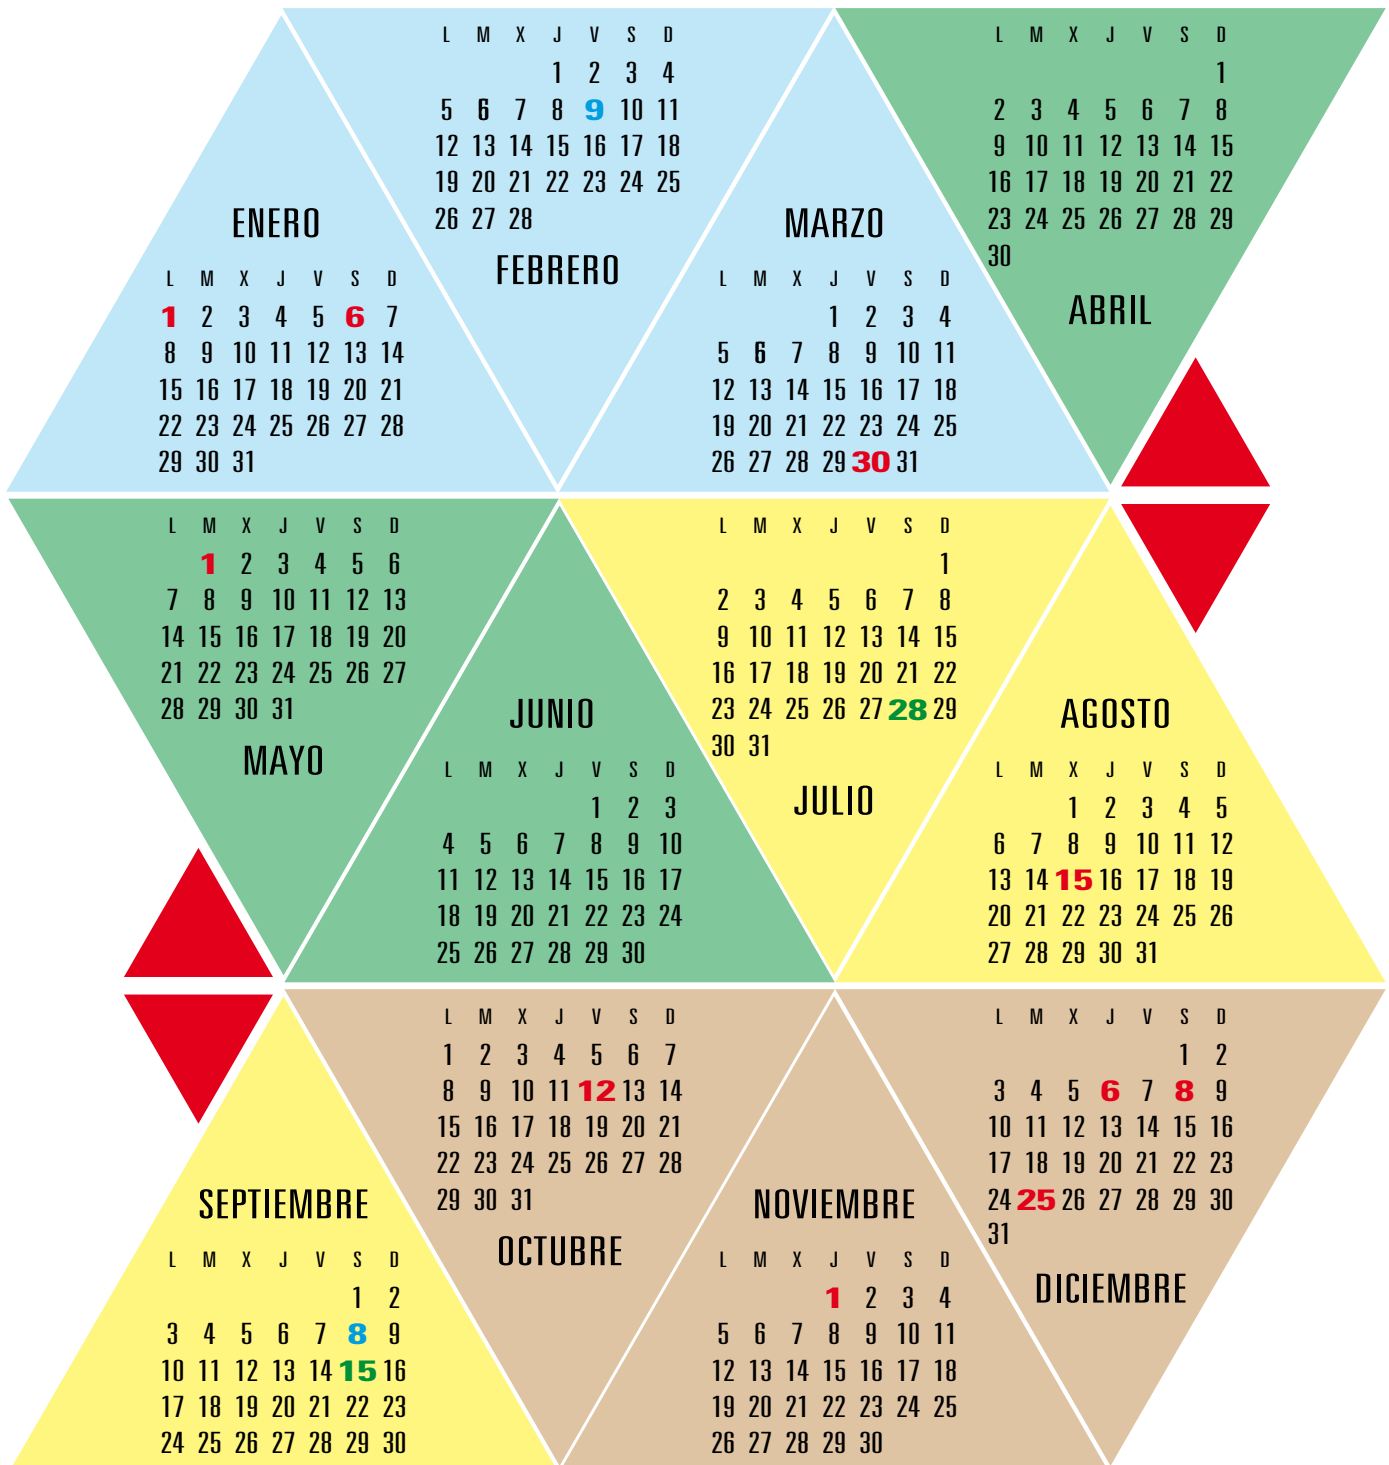 ENERO
L M X J V S D
1 2 3 4 5 6 7
8 9 10 11 12 13 14
15 16 17 18 19 20 21
22 23 24 25 26 27 28
29 30 31
L M X J V S D
1 2 3 4
5 6 7 8 9 10 11
12 13 14 15 16 17 18
19 20 21 22 23 24 25
26 27 28
FEBRERO
MARZO
L M X J V S D
1 2 3 4
5 6 7 8 9 10 11
12 13 14 15 16 17 18
19 20 21 22 23 24 25
26 27 28 29 30 31
L M X J V S D
1
2 3 4 5 6 7 8
9 10 11 12 13 14 15
16 17 18 19 20 21 22
23 24 25 26 27 28 29
30
ABRIL
L M X J V S D
1 2 3 4 5 6
7 8 9 10 11 12 13
14 15 16 17 18 19 20
21 22 23 24 25 26 27
28 29 30 31
MAYO
JUNIO
L M X J V S D
1 2 3
4 5 6 7 8 9 10
11 12 13 14 15 16 17
18 19 20 21 22 23 24
25 26 27 28 29 30
L M X J V S D
1
2 3 4 5 6 7 8
9 10 11 12 13 14 15
16 17 18 19 20 21 22
23 24 25 26 27 28 29
30 31
JULIO
AGOSTO
L M X J V S D
1 2 3 4 5
6 7 8 9 10 11 12
13 14 15 16 17 18 19
20 21 22 23 24 25 26
27 28 29 30 31
SEPTIEMBRE
L M X J V S D
1 2
3 4 5 6 7 8 9
10 11 12 13 14 15 16
17 18 19 20 21 22 23
24 25 26 27 28 29 30
L M X J V S D
1 2 3 4 5 6 7
8 9 10 11 12 13 14
15 16 17 18 19 20 21
22 23 24 25 26 27 28
29 30 31
OCTUBRE
NOVIEMBRE
L M X J V S D
1 2 3 4
5 6 7 8 9 10 11
12 13 14 15 16 17 18
19 20 21 22 23 24 25
26 27 28 29 30
L M X J V S D
1 2
3 4 5 6 7 8 9
10 11 12 13 14 15 16
17 18 19 20 21 22 23
24 25 26 27 28 29 30
31
DICIEMBRE